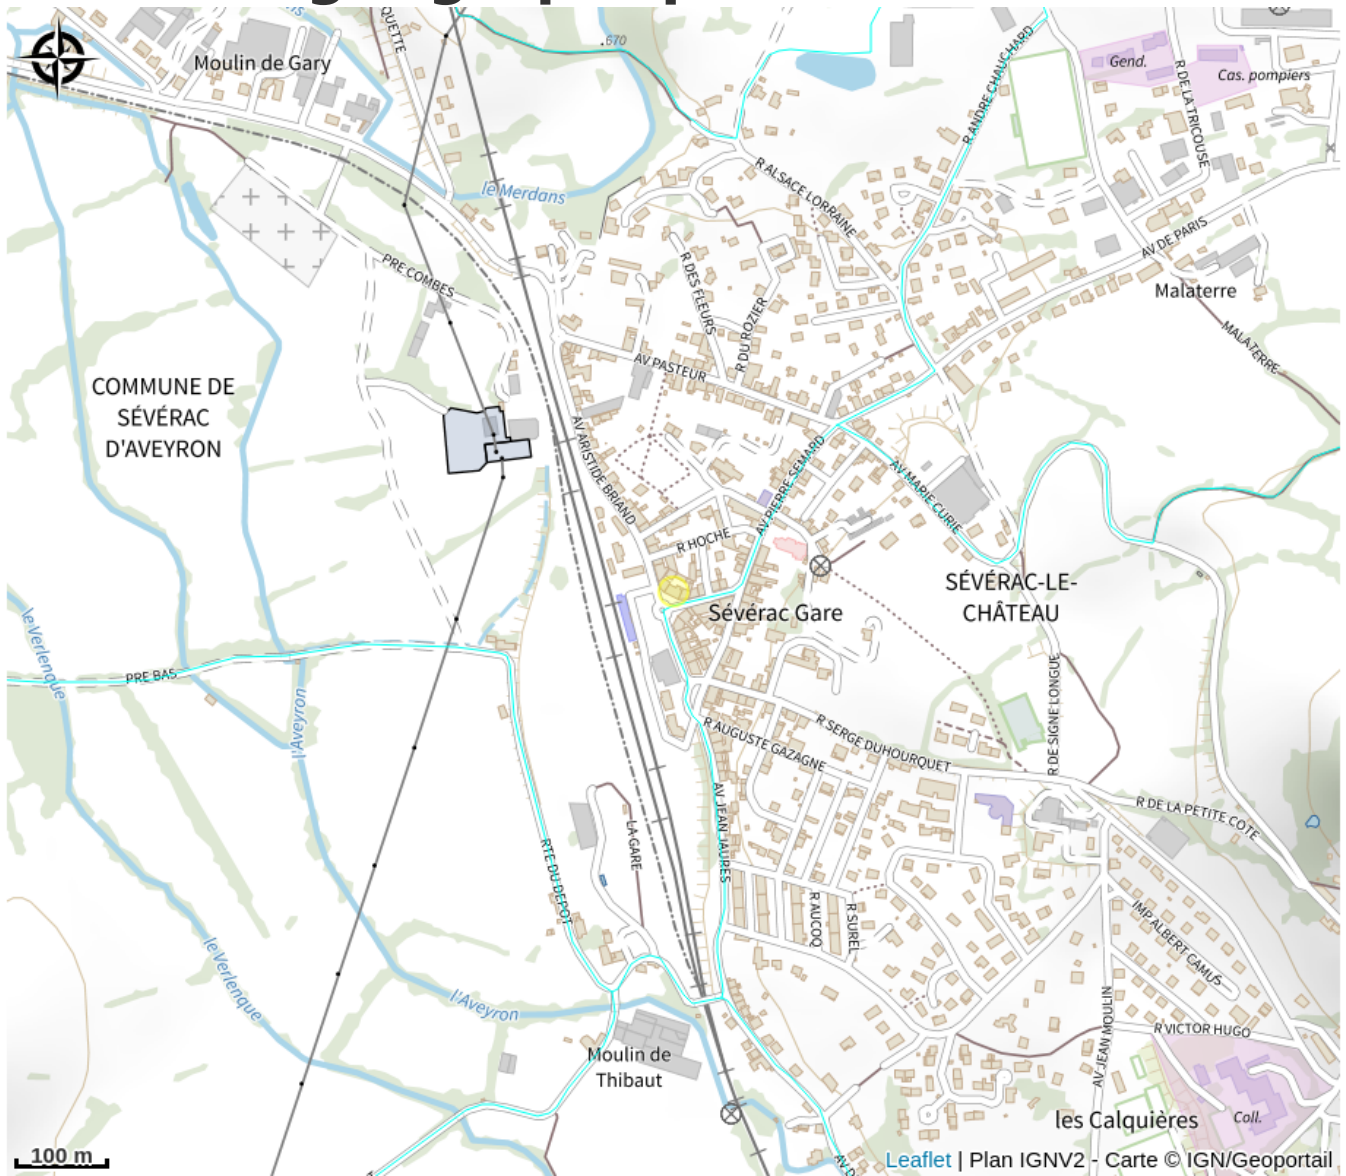 QUETTE
.670
Moulin de Gary
Gend.
Cas. pompiers
R ANDRE CHAUCHARD
R DE LA TRICOUSE
le Merdans
R ALSACE LORRAINE
AV DE PARIS
PRE COMBES
R DES FLEURS
R DU ROZIER
Malaterre
MALATERRE
AV PASTEUR
COMMUNE DE
SÉVÉRAC
D'AVEYRON
AV ARISTIDE BRIAND
AV PIERRE SEMARD
AV MARIE CURIE
R HOCHE
SÉVÉRAC-LE-
CHÂTEAU
Sévérac Gare
le Verlenque
PRE BAS
l'Aveyron
R DE SIGNE LONGUE
R AUGUSTE GAZAGNE
R SERGE DUHOURQUET
R DE LA PETITE COTE
AV JEAN JAURES
LA GARE
RTE DU DEPOT
R AUCOQ
R SUREL
IMP ALBERT CAMUS
le Verlenque
l'Aveyron
AV JEAN MOULIN
R VICTOR HUGO
Moulin de
Thibaut
les Calquières
Coll.
100 m
Leaflet | Plan IGNV2 - Carte © IGN/Geoportail